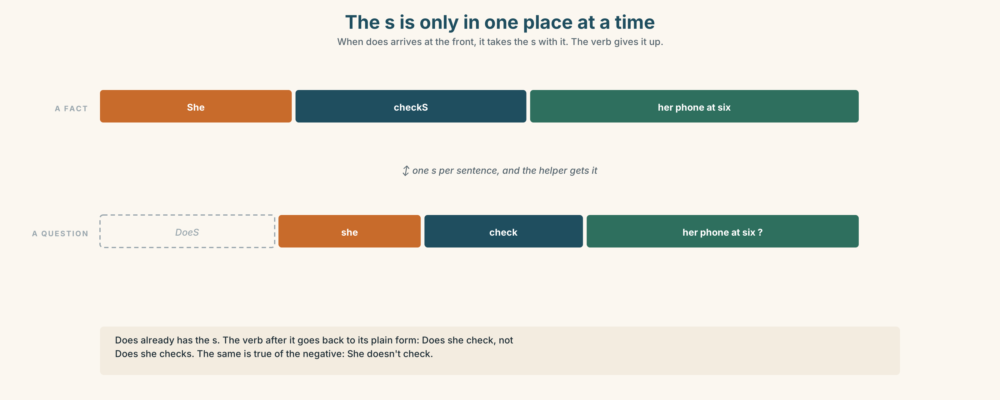 The s is only in one place at a time
When does arrives at the front, it takes the s with it. The verb gives it up.
A FACT
She
checkS
her phone at six
↕ one s per sentence, and the helper gets it
A QUESTION
DoeS
she
check
her phone at six ?
Does already has the s. The verb after it goes back to its plain form: Does she check, not
Does she checks. The same is true of the negative: She doesn't check.